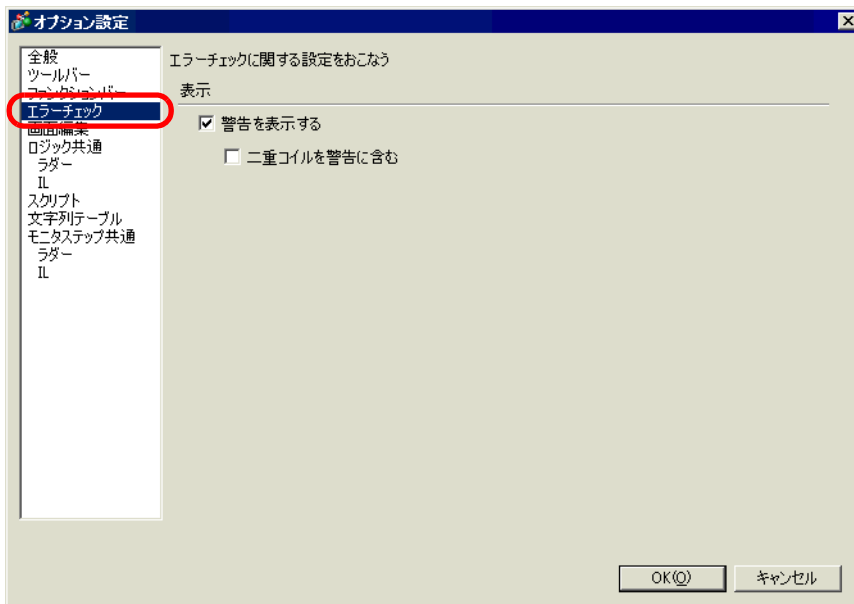 オプション設定
全般
ツールバー
ファンクションバー
エラーチェック
画面編集
ロジック共通
ラダー
IL
スクリプト
文字列テーブル
モニタステップ共通
ラダー
IL
エラーチェックに関する設定をおこなう
表示
警告を表示する
二重コイルを警告に含む
OK(O)
キャンセル